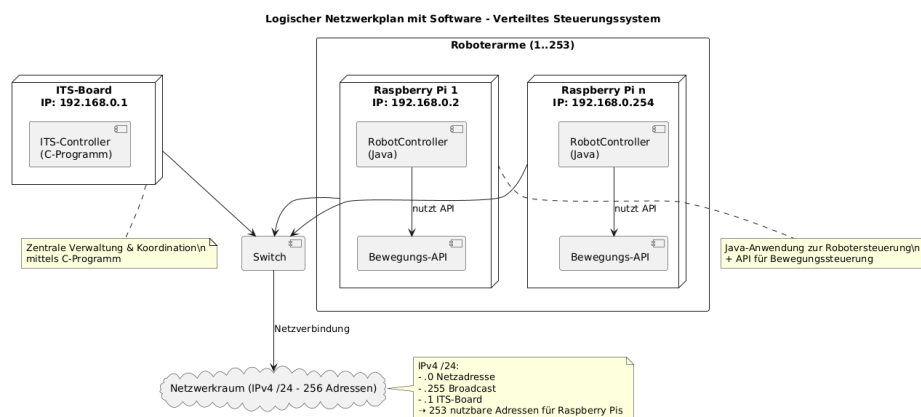 Logischer Netzwerkplan mit Software - Verteiltes Steuerungssystem
Roboterarme (1..253)
ITS-Board
IP: 192.168.0.1
ITS-Controller
(C-Programm)
Raspberry Pi 1
IP: 192.168.0.2
RobotController
(Java)
nutzt API
Bewegungs-API
Raspberry Pi n
IP: 192.168.0.254
RobotController
(Java)
nutzt API
Bewegungs-API
Zentrale Verwaltung & Koordination\n
mittels C-Programm
Switch
Java-Anwendung zur Robotersteuerung\n
+ API für Bewegungssteuerung
Netzverbindung
Netzwerkraum (IPv4 /24 - 256 Adressen)
IPv4 /24:
- .0 Netzadresse
- .255 Broadcast
- .1 ITS-Board
→ 253 nutzbare Adressen für Raspberry Pis